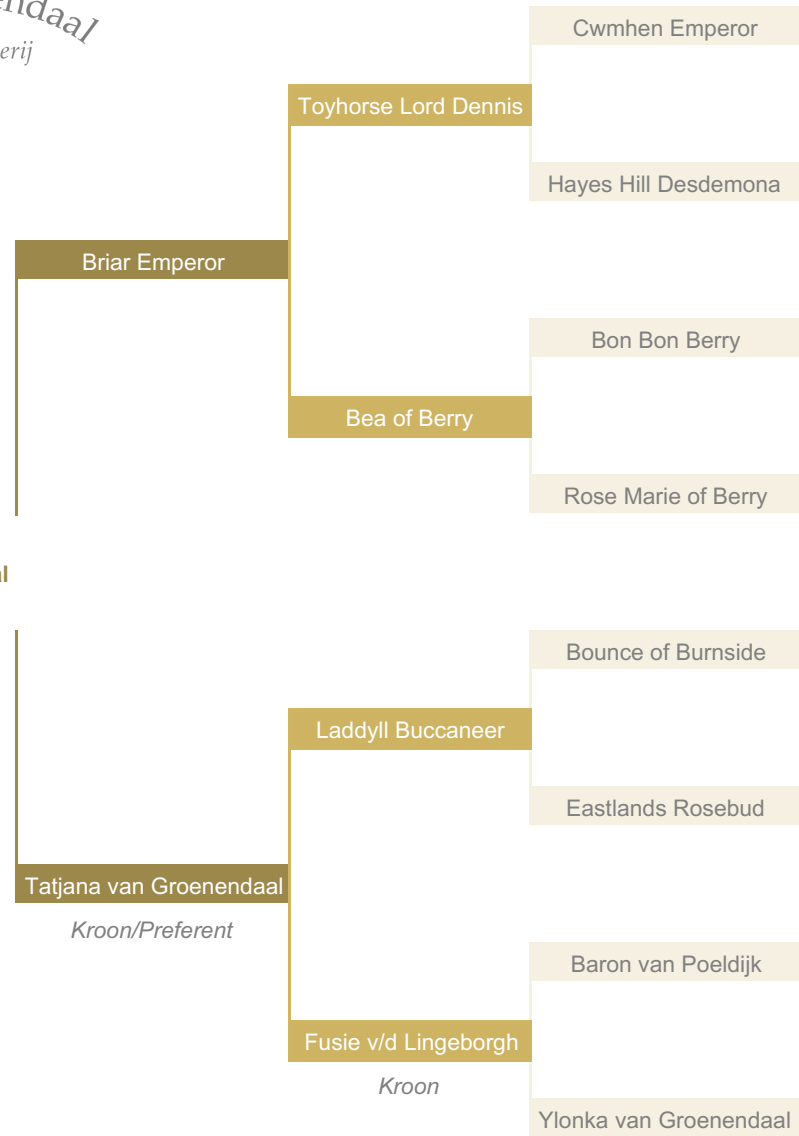 Cwmhen Emperor
Toyhorse Lord Dennis
Hayes Hill Desdemona
Briar Emperor
Bon Bon Berry
Bea of Berry
Rose Marie of Berry
Bounce of Burnside
Laddyll Buccaneer
Eastlands Rosebud
Tatjana van Groenendaal
Kroon/Preferent
Baron van Poeldijk
Fusie v/d Lingeborgh
Kroon
Ylonka van Groenendaal